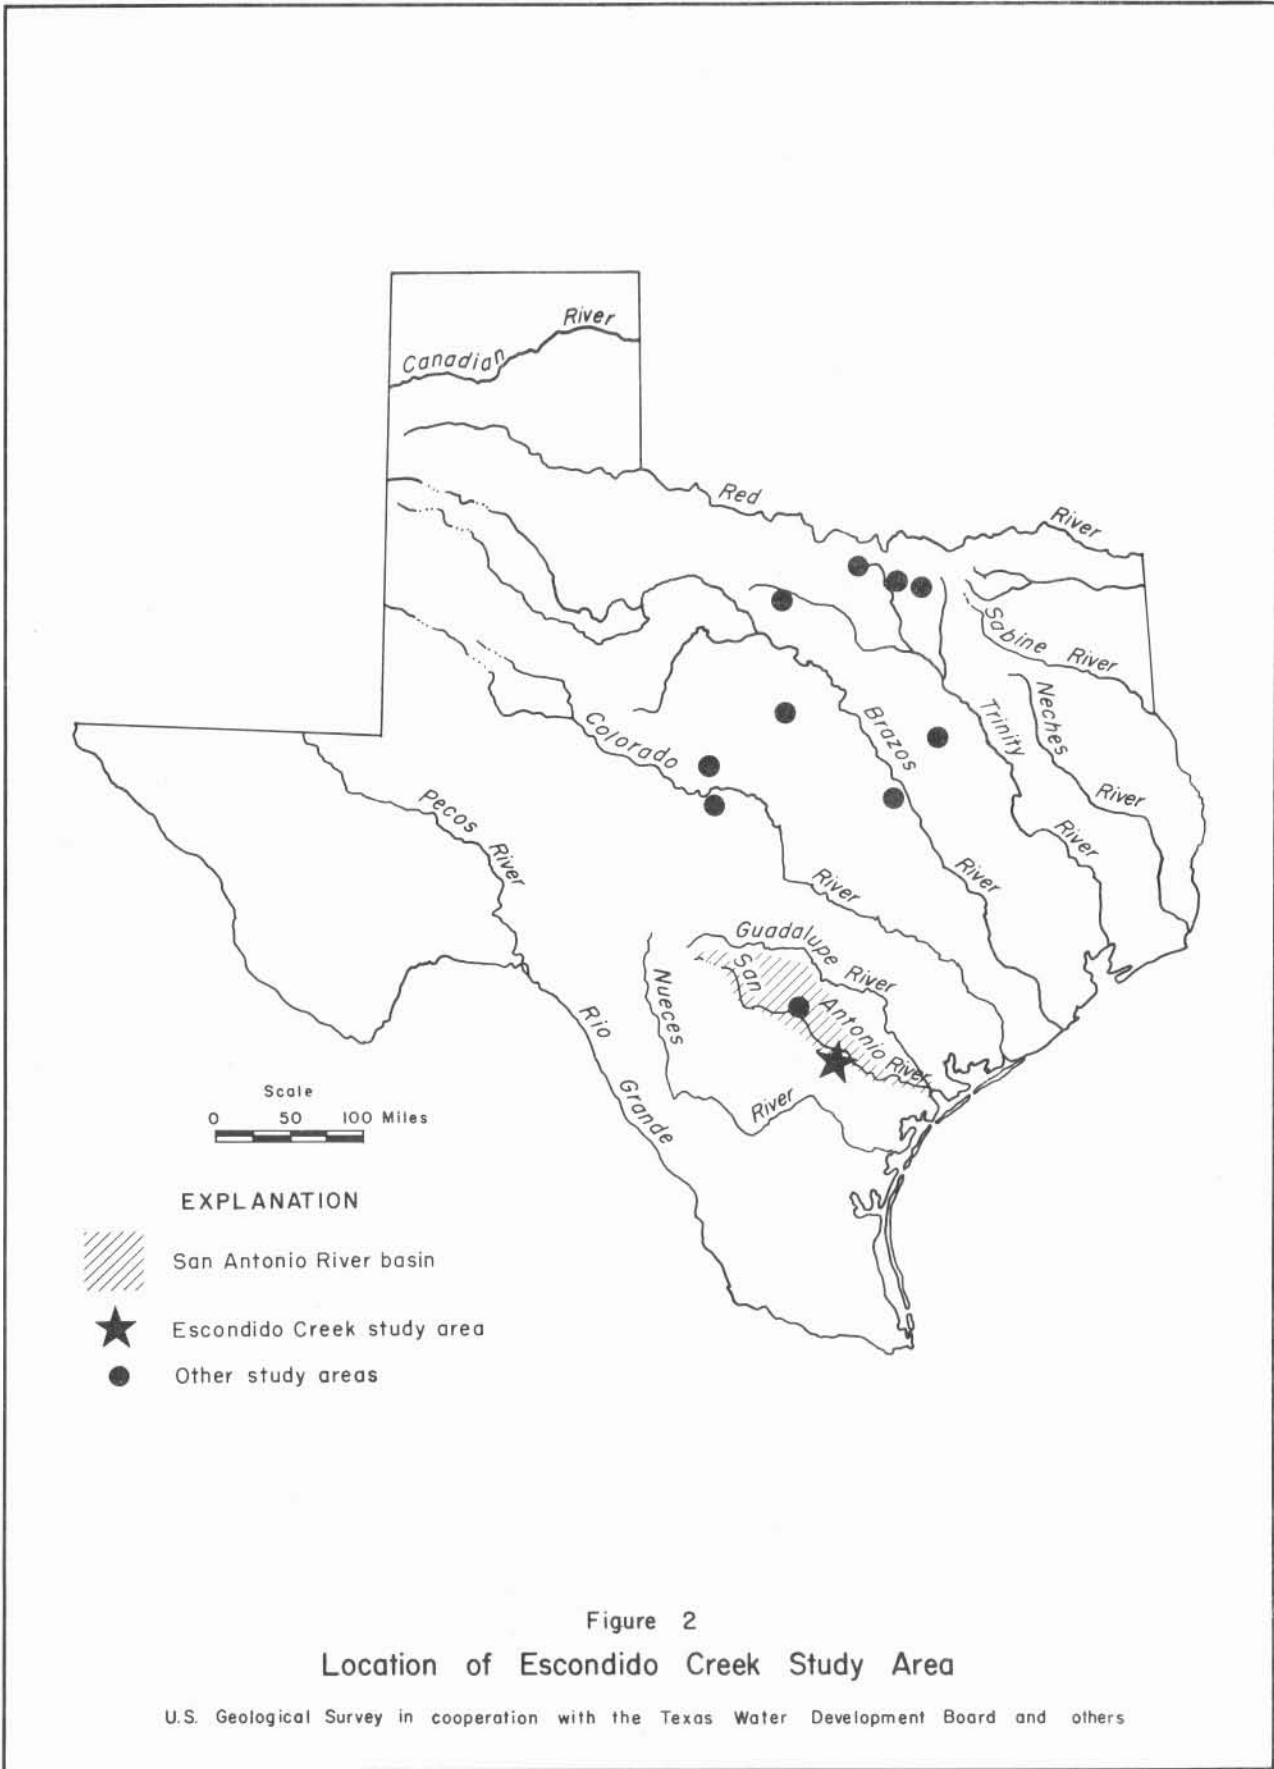 Canadian River
Red River
Sabine River
Neches River
Trinity River
Brazos River
Colorado River
Pecos River
Guadalupe River
San Antonio River
Nueces River
Rio Grande
Scale
0 50 100 Miles
EXPLANATION
San Antonio River basin
Escondido Creek study area
Other study areas
Figure 2
Location of Escondido Creek Study Area
U.S. Geological Survey in cooperation with the Texas Water Development Board and others